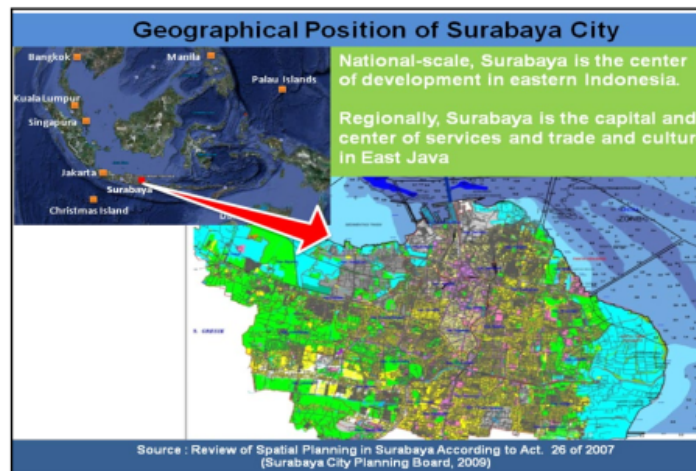 Geographical Position of Surabaya City
Bangkok
Manila
Palau Islands
Kuala Lumpur
Singapura
Jakarta
Surabaya
Christmas Island
National-scale, Surabaya is the center
of development in eastern Indonesia.
Regionally, Surabaya is the capital and
center of services and trade and cultur
in East Java
Source : Review of Spatial Planning in Surabaya According to Act. 26 of 2007
(Surabaya City Planning Board, 2009)